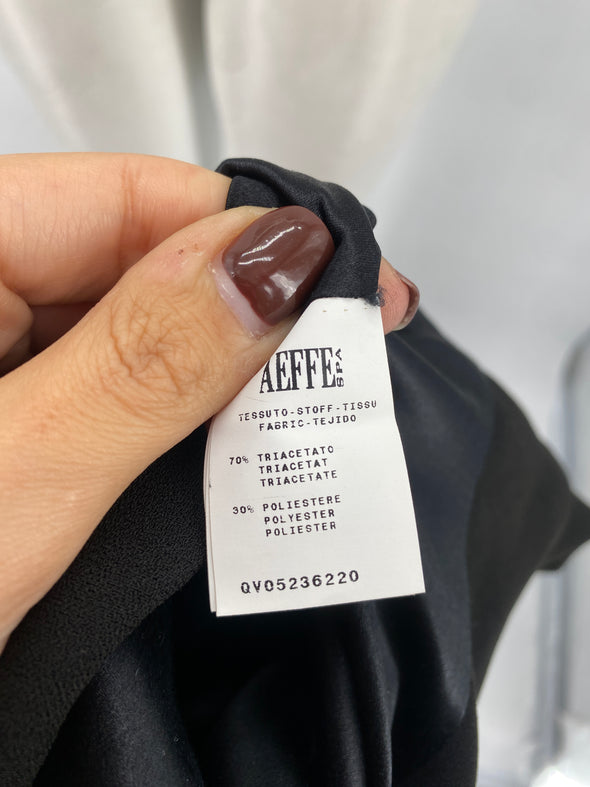 AEFFE SPA
TESSUTO-STOFF-TISSU
FABRIC-TEJIDO
70% TRIACETATO
TRIACETAT
TRIACETATE
30% POLIESTERE
POLYESTER
POLIESTER
QV05236220